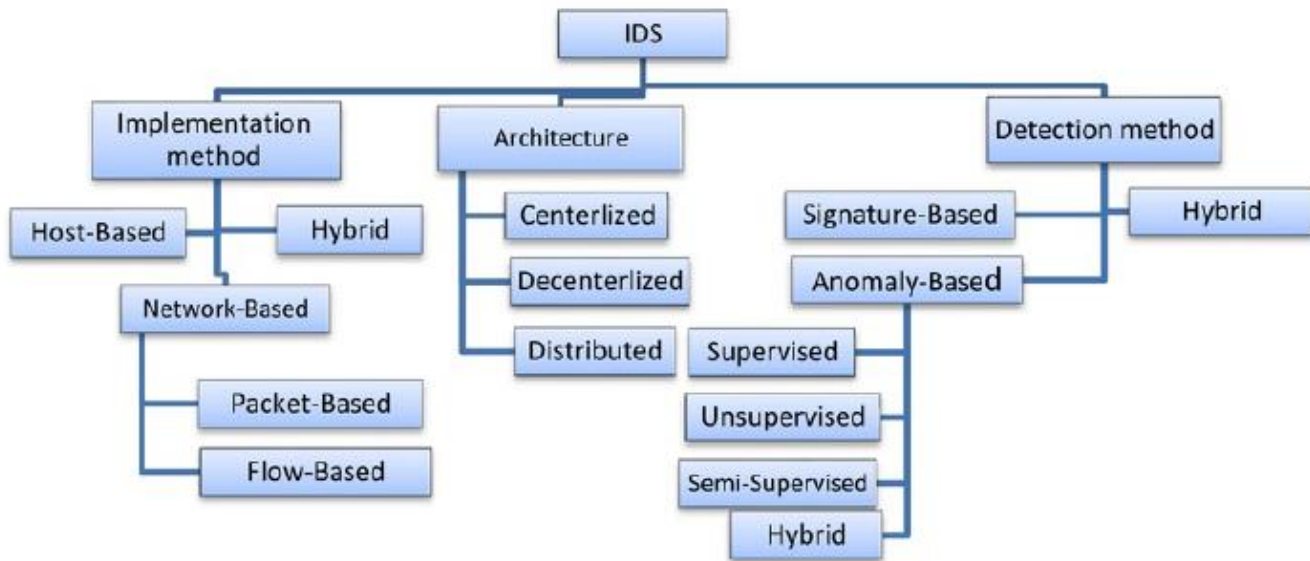 IDS
Implementation
method
Architecture
Detection method
Host-Based
Hybrid
Network-Based
Packet-Based
Flow-Based
Centerlized
Decenterlized
Distributed
Signature-Based
Hybrid
Anomaly-Based
Supervised
Unsupervised
Semi-Supervised
Hybrid